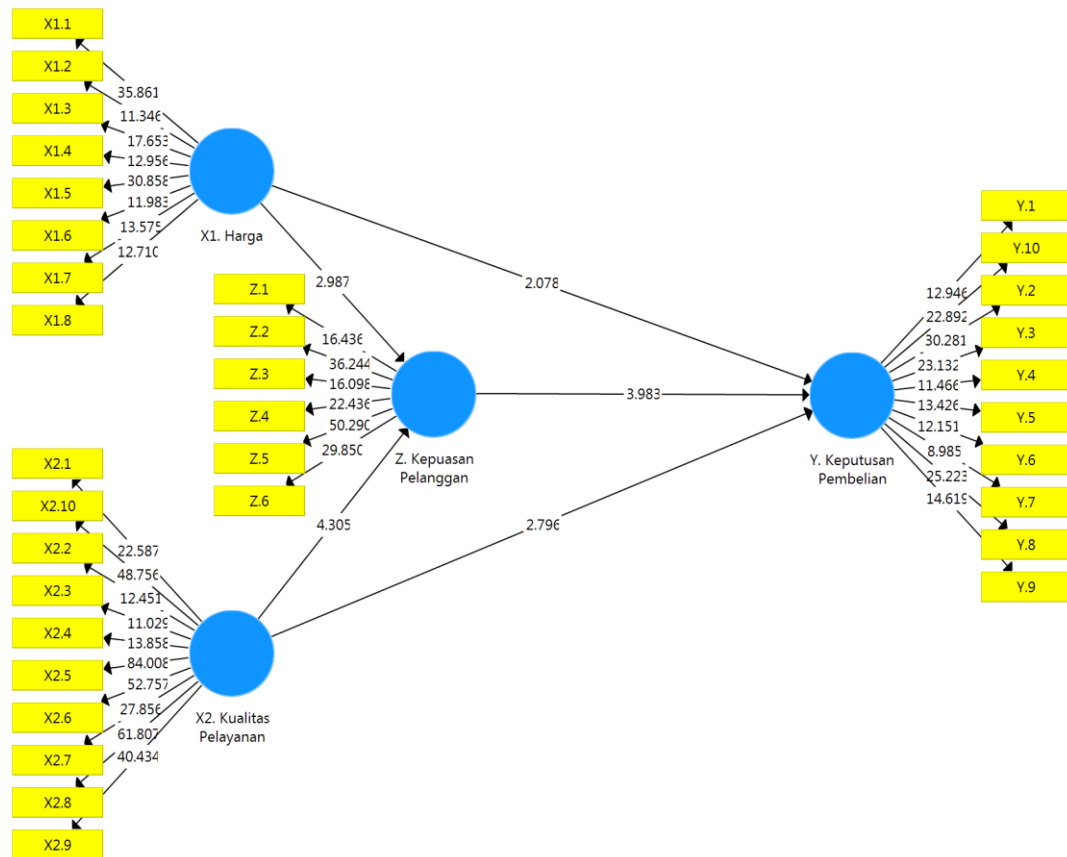 X1.1
X1.2
X1.3
X1.4
X1.5
X1.6
X1.7
X1.8
35.861
11.346
17.653
12.956
30.858
11.983
13.575
12.710
X1. Harga
2.987
2.078
Z.1
Z.2
Z.3
Z.4
Z.5
Z.6
16.436
36.244
16.098
22.436
50.290
29.850
Z. Kepuasan
Pelanggan
3.983
4.305
2.796
X2.1
X2.10
X2.2
X2.3
X2.4
X2.5
X2.6
X2.7
X2.8
X2.9
22.587
48.756
12.451
11.029
13.858
84.008
52.757
27.856
61.807
40.434
X2. Kualitas
Pelayanan
Y. Keputusan
Pembelian
12.946
22.892
30.281
23.132
11.466
13.426
12.151
8.985
25.223
14.619
Y.1
Y.10
Y.2
Y.3
Y.4
Y.5
Y.6
Y.7
Y.8
Y.9